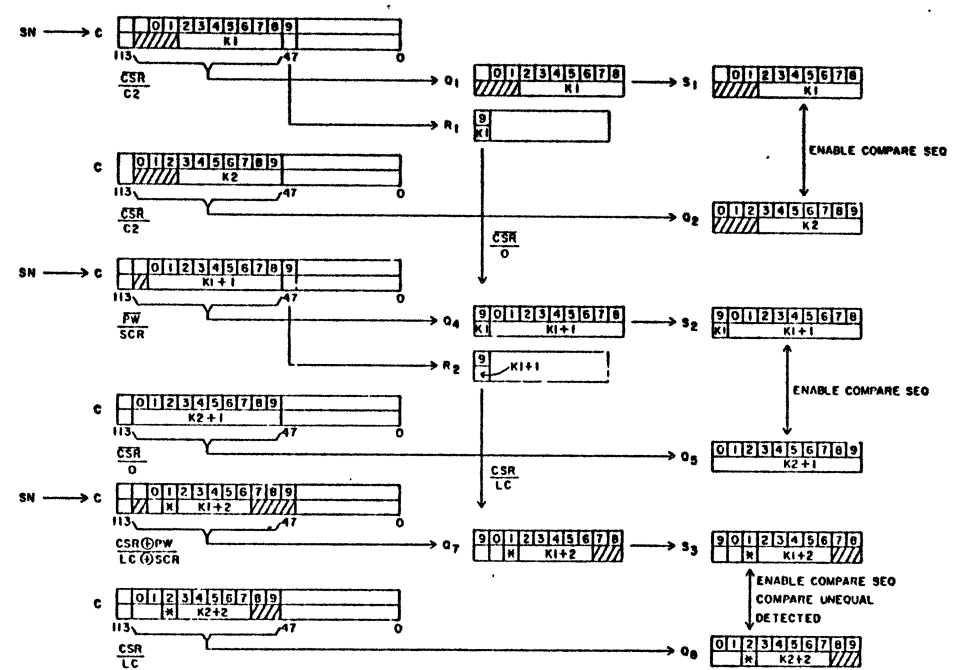 SN C 0 1 2 3 4 5 6 7 8 9
K1
113 47 0
CSR
C2
Q1 0 1 2 3 4 5 6 7 8 S1 0 1 2 3 4 5 6 7 8
K1 K1
R1 9
K1
ENABLE COMPARE SEQ
C 0 1 2 3 4 5 6 7 8 9
K2
113 47 0
CSR
C2
Q2 0 1 2 3 4 5 6 7 8 9
K2
CSR
0
SN C 0 1 2 3 4 5 6 7 8 9
K1+1
113 47 0
PW
SCR
Q4 9 0 1 2 3 4 5 6 7 8 S2 9 0 1 2 3 4 5 6 7 8
K1 K1+1 K1 K1+1
R2 9
K1+1
ENABLE COMPARE SEQ
C 0 1 2 3 4 5 6 7 8 9
K2+1
113 47 0
CSR
0
Q5 0 1 2 3 4 5 6 7 8 9
K2+1
CSR
LC
SN C 0 1 2 3 4 5 6 7 8 9
* K1+2
113 47 0
CSR⊕PW
LC⊕SCR
Q7 9 0 1 2 3 4 5 6 7 8 S3 9 0 1 2 3 4 5 6 7 8
* K1+2 * K1+2
ENABLE COMPARE SEQ
COMPARE UNEQUAL
DETECTED
C 0 1 2 3 4 5 6 7 8 9
* K2+2
113 47 0
CSR
LC
Q8 0 1 2 3 4 5 6 7 8 9
* K2+2